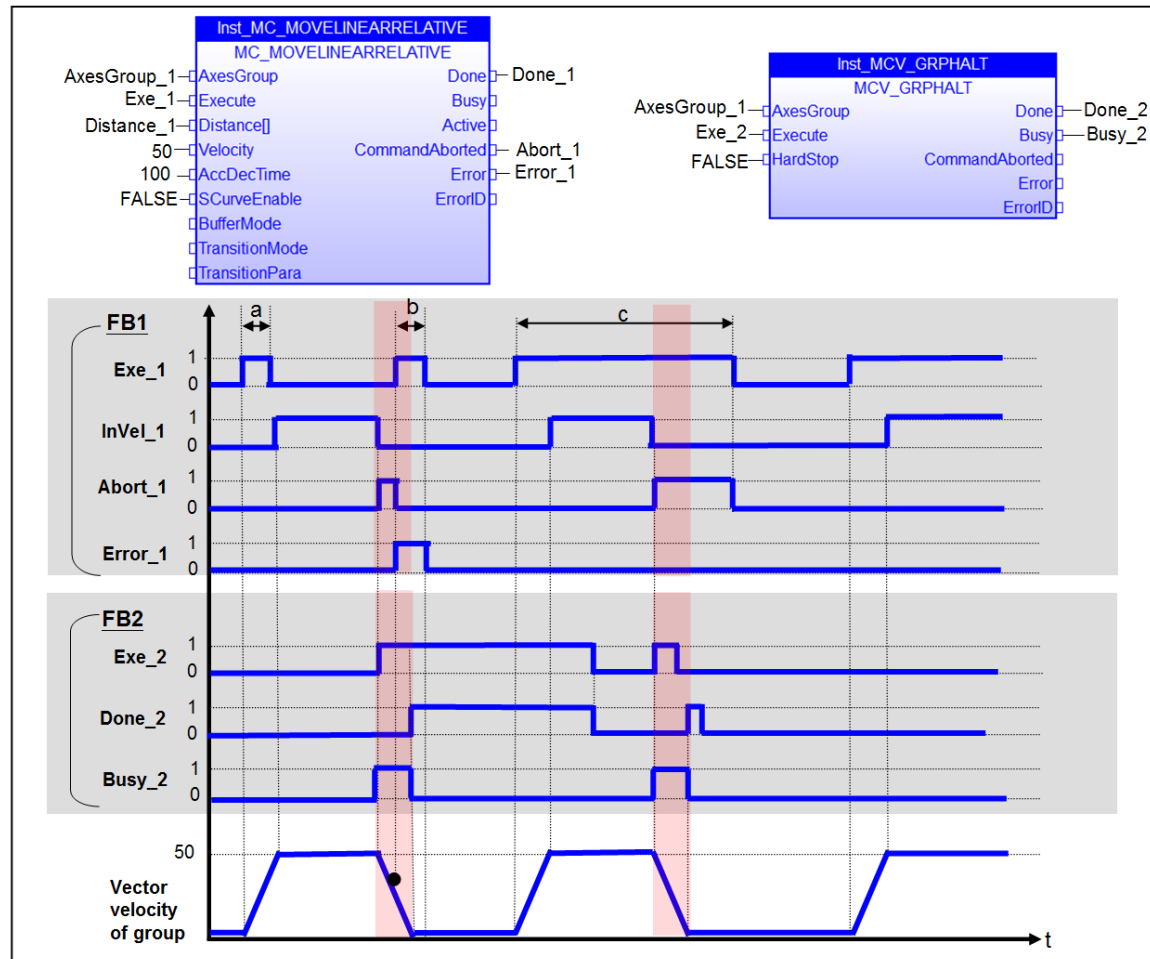 Inst_MC_MOVELINEARRELATIVE
MC_MOVELINEARRELATIVE
AxesGroup_1 AxesGroup Done Done_1
Exe_1 Execute Busy
Distance_1 Distance[] Active
50 Velocity CommandAborted Abort_1
100 AccDecTime Error Error_1
FALSE SCurveEnable ErrorID
BufferMode
TransitionMode
TransitionPara
Inst_MCV_GRPHALT
MCV_GRPHALT
AxesGroup_1 AxesGroup Done Done_2
Exe_2 Execute Busy Busy_2
FALSE HardStop CommandAborted
Error
ErrorID
a b c
FB1
Exe_1 1
0
InVel_1 1
0
Abort_1 1
0
Error_1 1
0
FB2
Exe_2 1
0
Done_2 1
0
Busy_2 1
0
50
Vector
velocity
of group
t